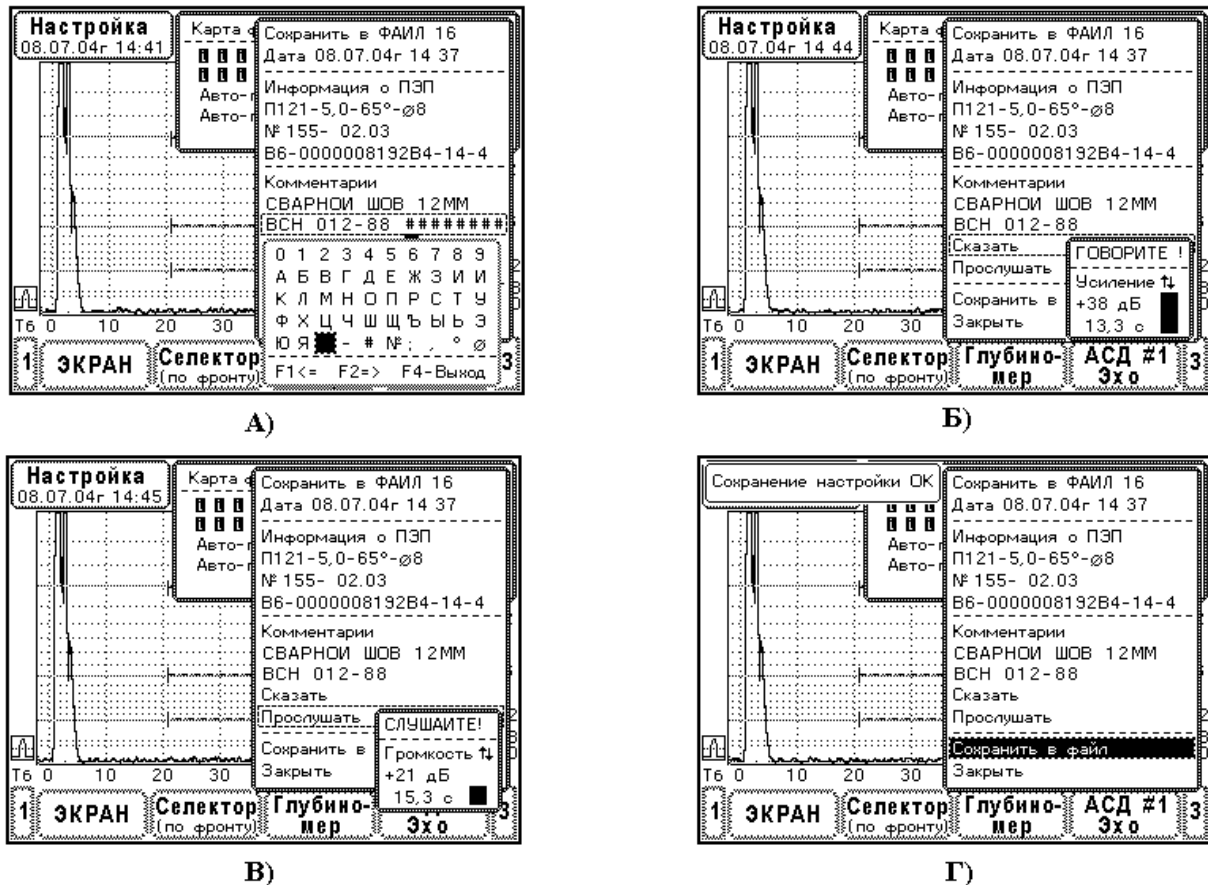 Настройка
08.07.04г 14:41
Карта ф
Авто-г
Авто-г
Сохранить в ФАИЛ 16
Дата 08.07.04г 14 37
Информация о ПЭП
П121-5,0-65°-⌀8
№ 155- 02.03
В6-0000008192В4-14-4
Комментарии
СВАРНОИ ШОВ 12ММ
ВСН 012-88 ########
0 1 2 3 4 5 6 7 8 9
А Б В Г Д Е Ж З И И
К Л М Н О П Р С Т У
Ф Х Ц Ч Ш Щ Ъ Ы Ь Э
Ю Я - # № ; , ° ⌀
F1<= F2=> F4-Выход
Т6 0 10 20 30
1 ЭКРАН Селектор (по фронту) 3
А)
Настройка
08.07.04г 14 44
Карта ф
Авто-г
Авто-г
Сохранить в ФАИЛ 16
Дата 08.07.04г 14 37
Информация о ПЭП
П121-5,0-65°-⌀8
№ 155- 02.03
В6-0000008192В4-14-4
Комментарии
СВАРНОИ ШОВ 12ММ
ВСН 012-88
Сказать
Прослушать
Сохранить в
Закрыть
ГОВОРИТЕ !
Усиление ⇅
+38 дБ
13,3 с
Т6 0 10 20 30
1 ЭКРАН Селектор (по фронту) Глубино-мер АСД #1 Эхо 3
Б)
Настройка
08.07.04г 14:45
Карта ф
Авто-г
Авто-г
Сохранить в ФАИЛ 16
Дата 08.07.04г 14 37
Информация о ПЭП
П121-5,0-65°-⌀8
№ 155- 02.03
В6-0000008192В4-14-4
Комментарии
СВАРНОИ ШОВ 12ММ
ВСН 012-88
Сказать
Прослушать
Сохранить в
Закрыть
СЛУШАИТЕ!
Громкость ⇅
+21 дБ
15,3 с
Т6 0 10 20 30
1 ЭКРАН Селектор (по фронту) Глубино-мер Эхо 3
В)
Сохранение настройки ОК
Авто-г
Авто-г
Сохранить в ФАИЛ 16
Дата 08.07.04г 14 37
Информация о ПЭП
П121-5,0-65°-⌀8
№ 155- 02.03
В6-0000008192В4-14-4
Комментарии
СВАРНОИ ШОВ 12ММ
ВСН 012-88
Сказать
Прослушать
Сохранить в файл
Закрыть
Т6 0 10 20 30
1 ЭКРАН Селектор (по фронту) Глубино-мер АСД #1 Эхо 3
Г)